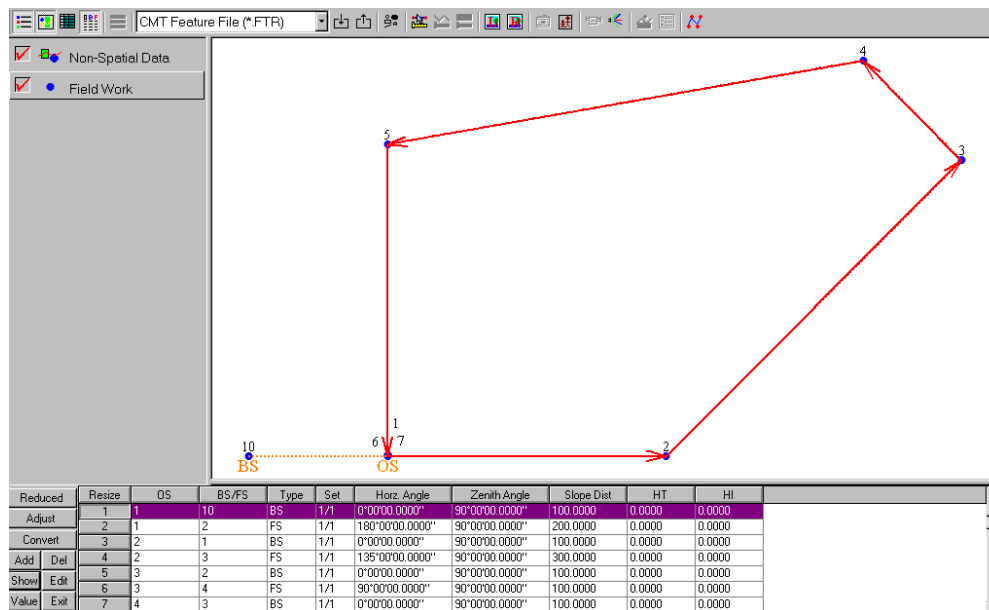 CMT Feature File (*.FTR)
Non-Spatial Data
Field Work
4
3
5
1
6 7
10
2
BS OS
Reduced Resize OS BS/FS Type Set Horz. Angle Zenith Angle Slope Dist HT HI
Adjust
Convert
Add Del
Show Edit
Value Exit
1 1 10 BS 1/1 0°00'00.0000" 90°00'00.0000" 100.0000 0.0000 0.0000
2 1 2 FS 1/1 180°00'00.0000" 90°00'00.0000" 200.0000 0.0000 0.0000
3 2 1 BS 1/1 0°00'00.0000" 90°00'00.0000" 100.0000 0.0000 0.0000
4 2 3 FS 1/1 135°00'00.0000" 90°00'00.0000" 300.0000 0.0000 0.0000
5 3 2 BS 1/1 0°00'00.0000" 90°00'00.0000" 100.0000 0.0000 0.0000
6 3 4 FS 1/1 90°00'00.0000" 90°00'00.0000" 100.0000 0.0000 0.0000
7 4 3 BS 1/1 0°00'00.0000" 90°00'00.0000" 100.0000 0.0000 0.0000